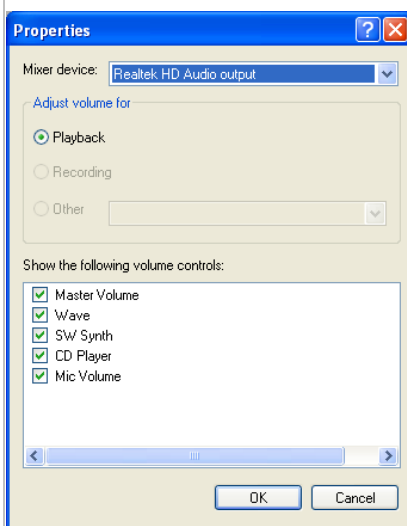 Properties
Mixer device: Realtek HD Audio output
Adjust volume for
Playback
Recording
Other
Show the following volume controls:
Master Volume
Wave
SW Synth
CD Player
Mic Volume
OK Cancel